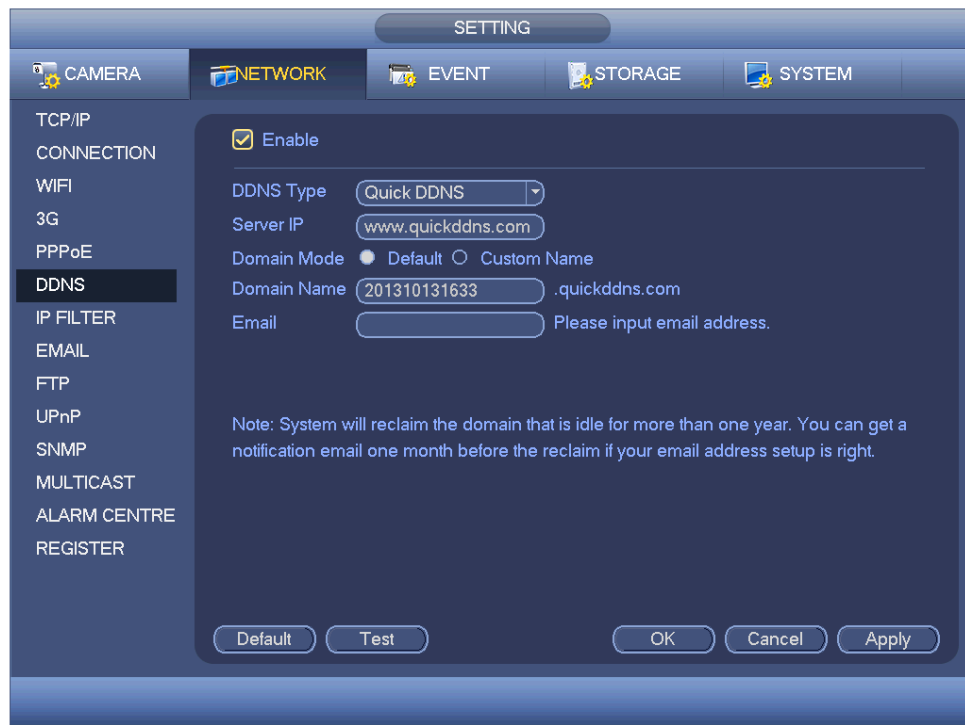 SETTING
CAMERA NETWORK EVENT STORAGE SYSTEM
TCP/IP
CONNECTION
WIFI
3G
PPPoE
DDNS
IP FILTER
EMAIL
FTP
UPnP
SNMP
MULTICAST
ALARM CENTRE
REGISTER
Enable
DDNS Type Quick DDNS
Server IP www.quickddns.com
Domain Mode Default Custom Name
Domain Name 201310131633 .quickddns.com
Email Please input email address.
Note: System will reclaim the domain that is idle for more than one year. You can get a
notification email one month before the reclaim if your email address setup is right.
Default Test OK Cancel Apply